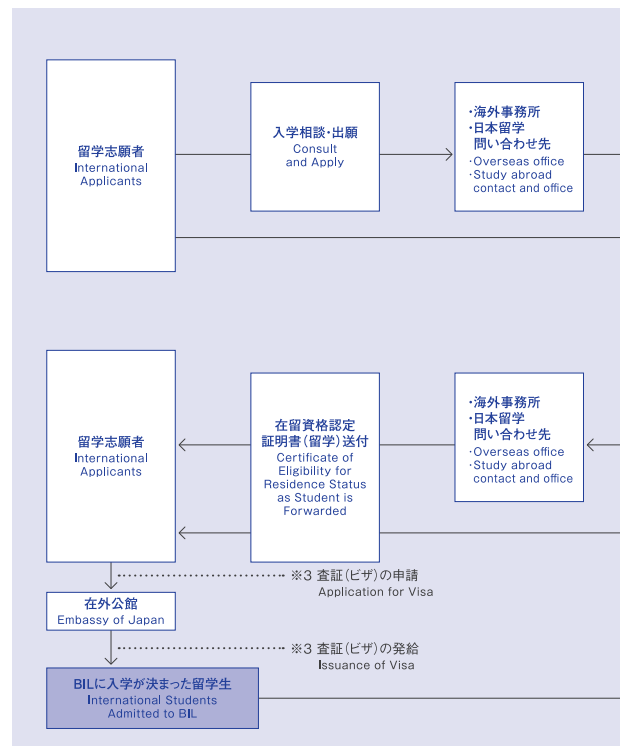 留学志願者
International
Applicants
入学相談・出願
Consult
and Apply
・海外事務所
・日本留学
問い合わせ先
・Overseas office
・Study abroad
contact and office
留学志願者
International
Applicants
在留資格認定
証明書(留学)送付
Certificate of
Eligibility for
Residence Status
as Student is
Forwarded
・海外事務所
・日本留学
問い合わせ先
・Overseas office
・Study abroad
contact and office
※3 査証(ビザ)の申請
Application for Visa
在外公館
Embassy of Japan
※3 査証(ビザ)の発給
Issuance of Visa
BILに入学が決まった留学生
International Students
Admitted to BIL